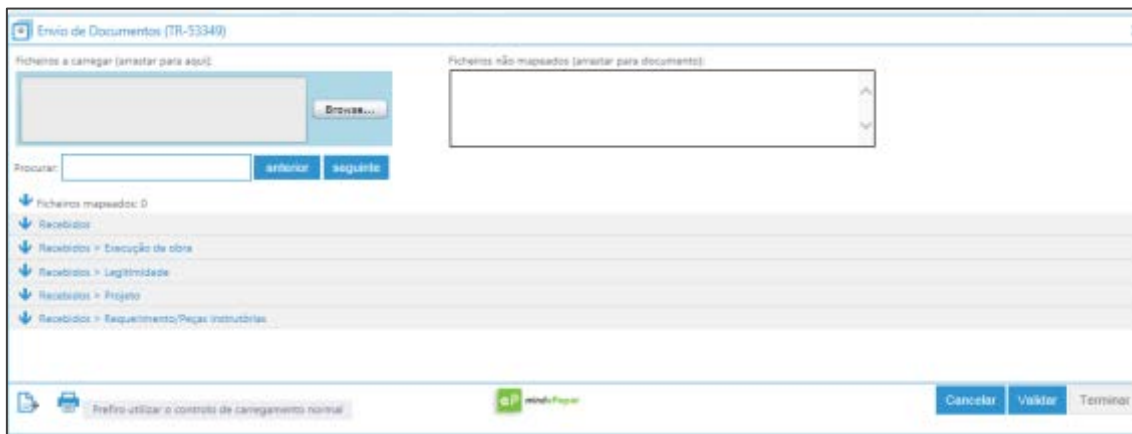 Envio de Documentos (TR-53349)
Ficheiros a carregar (arrastar para aqui):
Ficheiros não mapeados (arrastar para documento):
Browse...
Procurar:
anterior
seguinte
Ficheiros mapeados: 0
Recebidos
Recebidos > Execução da obra
Recebidos > Legitimidade
Recebidos > Projeto
Recebidos > Requerimento/Peças Instrutórias
Prefiro utilizar o controlo de carregamento normal
eP
Cancelar
Validar
Terminar